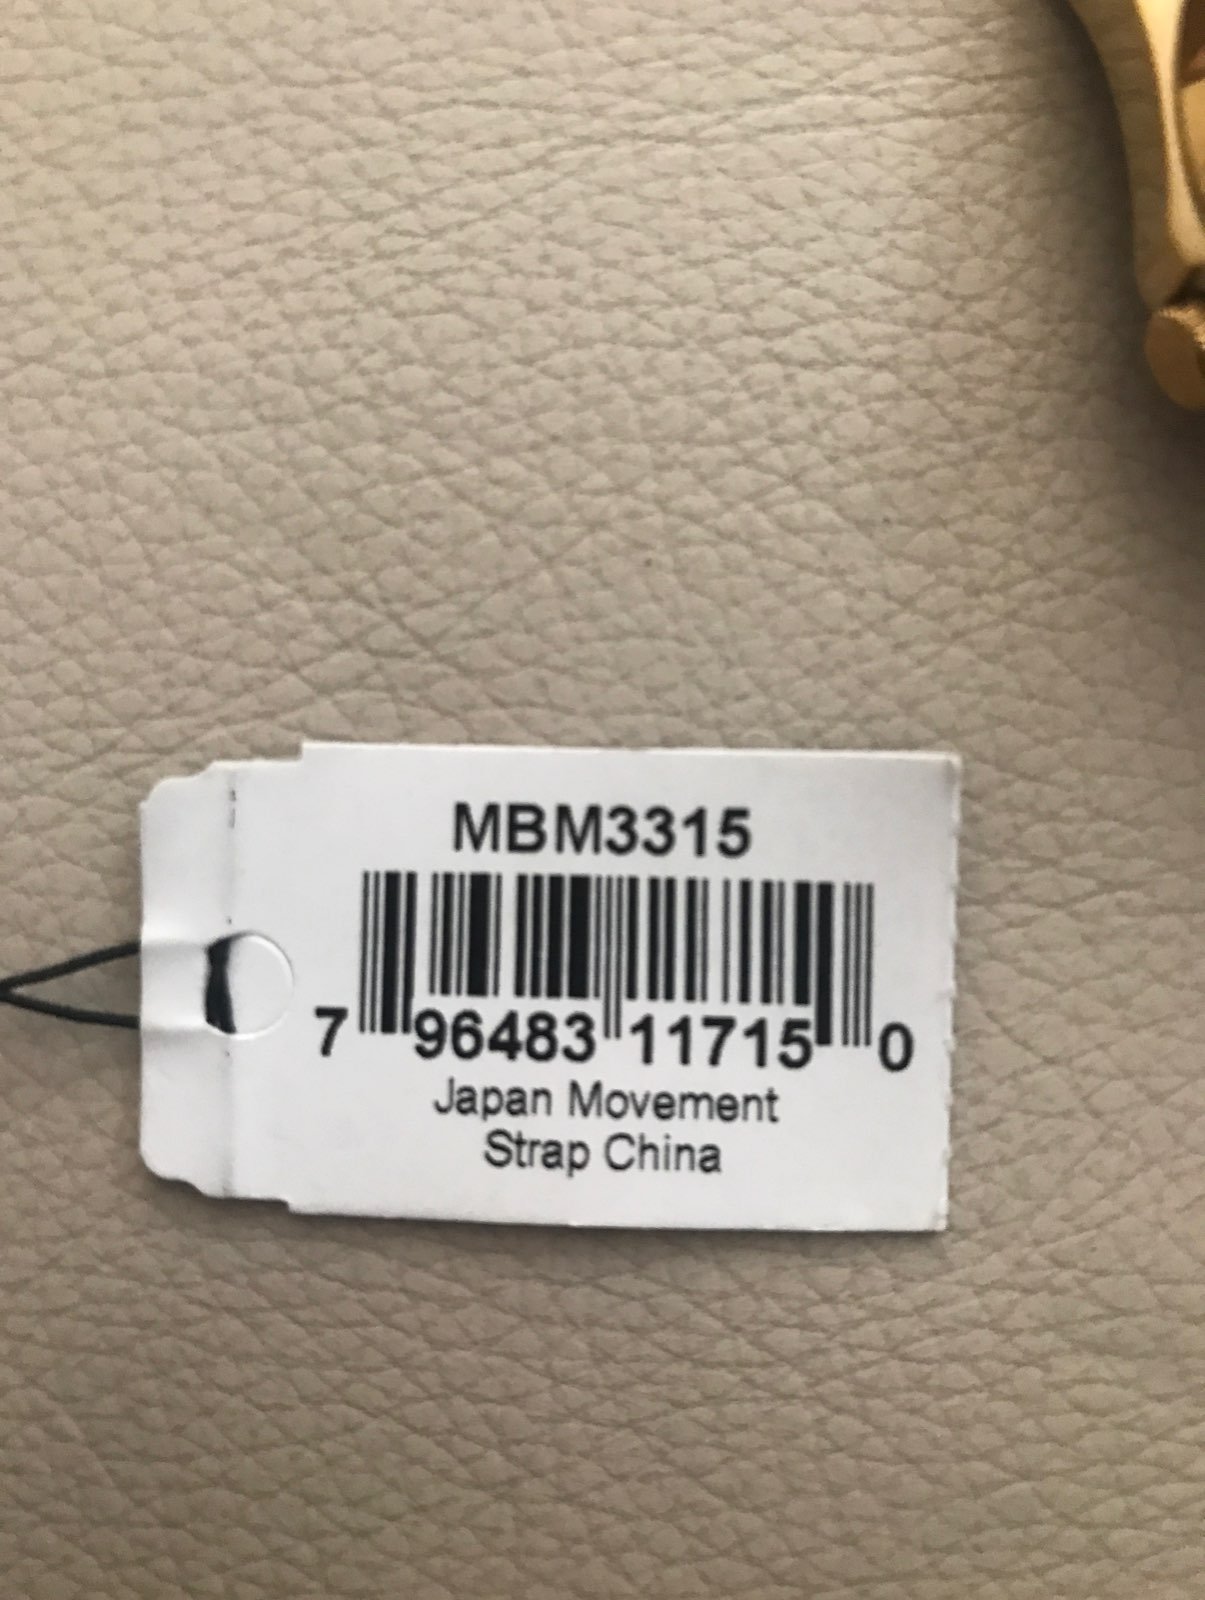 MBM3315
7 96483 11715 0
Japan Movement
Strap China